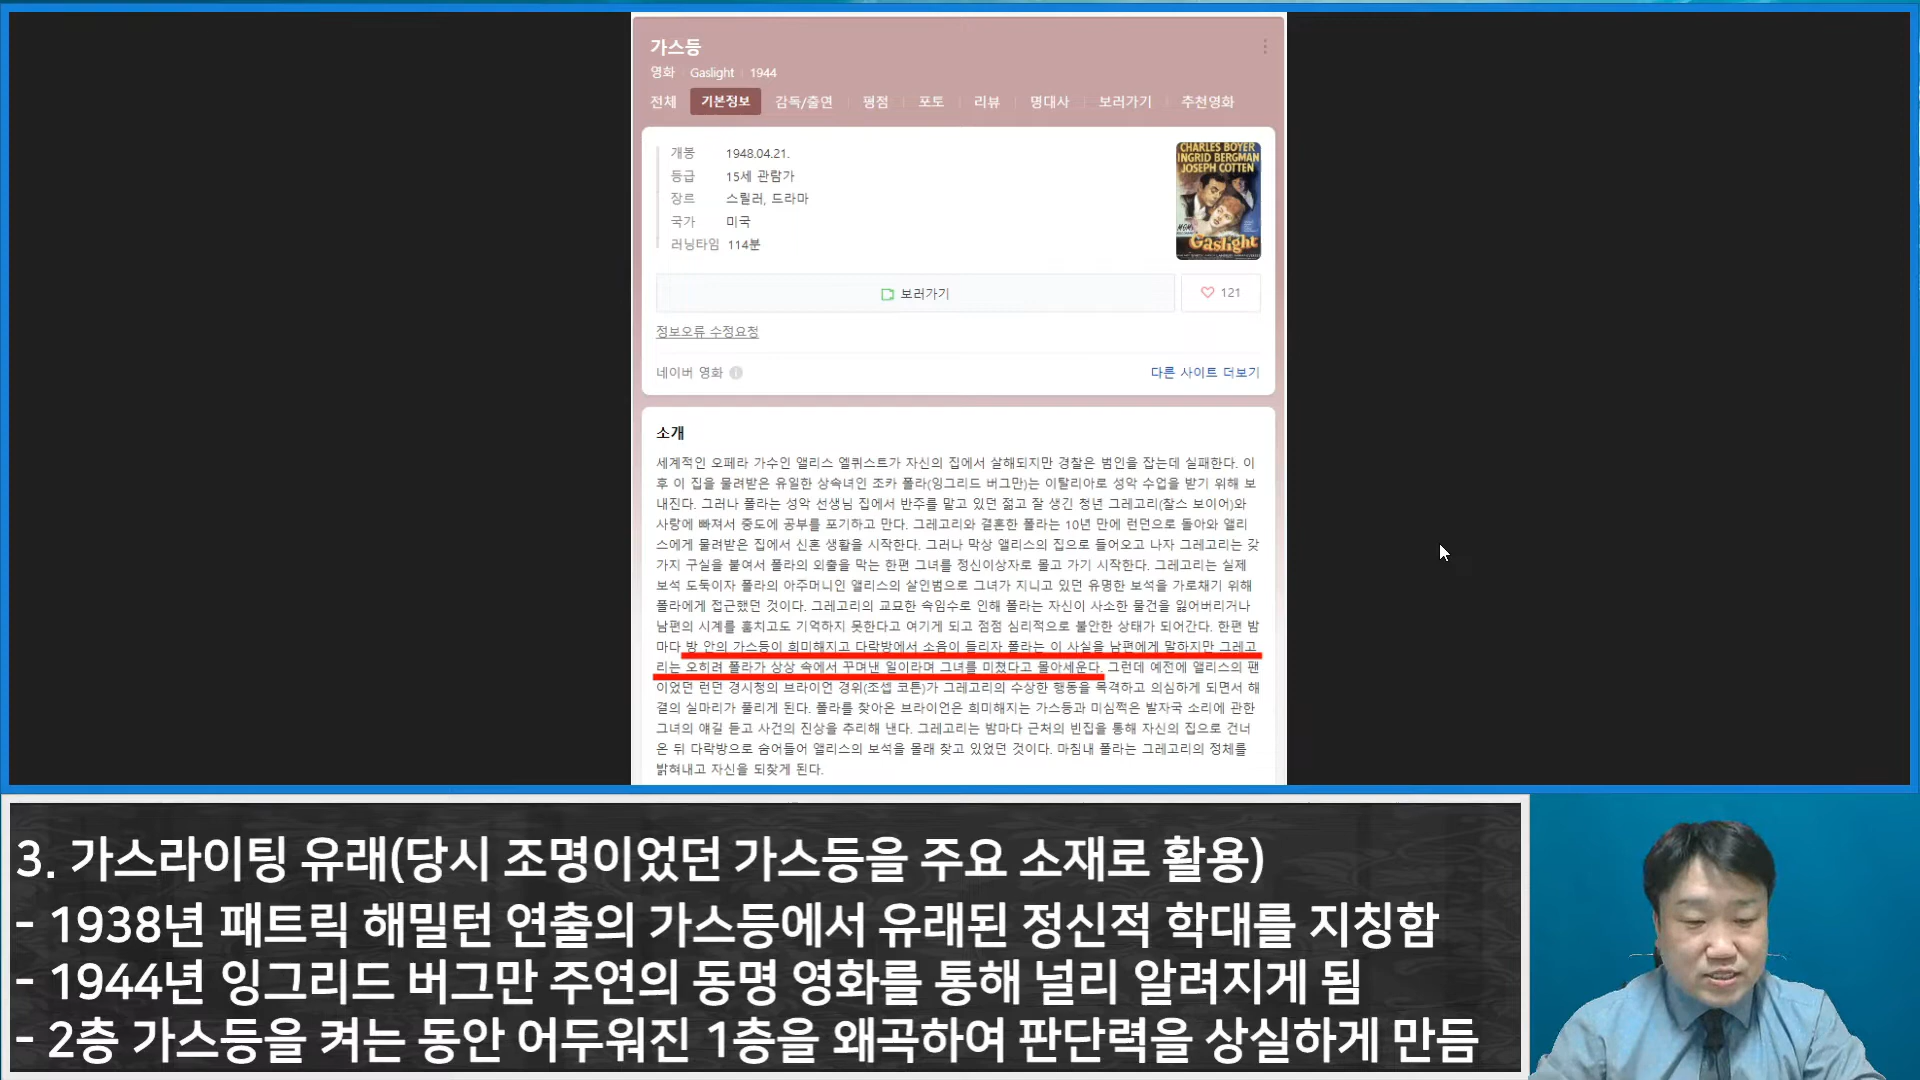 가스등
영화 Gaslight 1944
전체 기본정보 감독/출연 평점 포토 리뷰 명대사 보러가기 추천영화
개봉 1948.04.21.
등급 15세 관람가
장르 스릴러, 드라마
국가 미국
러닝타임 114분
CHARLES BOYER
INGRID BERGMAN
JOSEPH COTTEN
Gaslight
보러가기
121
정보오류 수정요청
네이버 영화
다른 사이트 더보기
소개
세계적인 오페라 가수인 앨리스 엘퀴스트가 자신의 집에서 살해되지만 경찰은 범인을 잡는데 실패한다. 이
후 이 집을 물려받은 유일한 상속녀인 조카 폴라(잉그리드 버그만)는 이탈리아로 성악 수업을 받기 위해 보
내진다. 그러나 폴라는 성악 선생님 집에서 반주를 맡고 있던 젊고 잘 생긴 청년 그레고리(찰스 보이어)와
사랑에 빠져서 중도에 공부를 포기하고 만다. 그레고리와 결혼한 폴라는 10년 만에 런던으로 돌아와 앨리
스에게 물려받은 집에서 신혼 생활을 시작한다. 그러나 막상 앨리스의 집으로 들어오고 나자 그레고리는 갖
가지 구실을 붙여서 폴라의 외출을 막는 한편 그녀를 정신이상자로 몰고 가기 시작한다. 그레고리는 실제
보석 도둑이자 폴라의 아주머니인 앨리스의 살인범으로 그녀가 지니고 있던 유명한 보석을 가로채기 위해
폴라에게 접근했던 것이다. 그레고리의 교묘한 속임수로 인해 폴라는 자신이 사소한 물건을 잃어버리거나
남편의 시계를 훔치고도 기억하지 못한다고 여기게 되고 점점 심리적으로 불안한 상태가 되어간다. 한편 밤
마다 방 안의 가스등이 희미해지고 다락방에서 소음이 들리자 폴라는 이 사실을 남편에게 말하지만 그레고
리는 오히려 폴라가 상상 속에서 꾸며낸 일이라며 그녀를 미쳤다고 몰아세운다. 그런데 예전에 앨리스의 팬
이었던 런던 경시청의 브라이언 경위(조셉 코튼)가 그레고리의 수상한 행동을 목격하고 의심하게 되면서 해
결의 실마리가 풀리게 된다. 폴라를 찾아온 브라이언은 희미해지는 가스등과 미심쩍은 발자국 소리에 관한
그녀의 얘길 듣고 사건의 진상을 추리해 낸다. 그레고리는 밤마다 근처의 빈집을 통해 자신의 집으로 건너
온 뒤 다락방으로 숨어들어 앨리스의 보석을 몰래 찾고 있었던 것이다. 마침내 폴라는 그레고리의 정체를
밝혀내고 자신을 되찾게 된다.
3. 가스라이팅 유래(당시 조명이었던 가스등을 주요 소재로 활용)
- 1938년 패트릭 해밀턴 연출의 가스등에서 유래된 정신적 학대를 지칭함
- 1944년 잉그리드 버그만 주연의 동명 영화를 통해 널리 알려지게 됨
- 2층 가스등을 켜는 동안 어두워진 1층을 왜곡하여 판단력을 상실하게 만듬